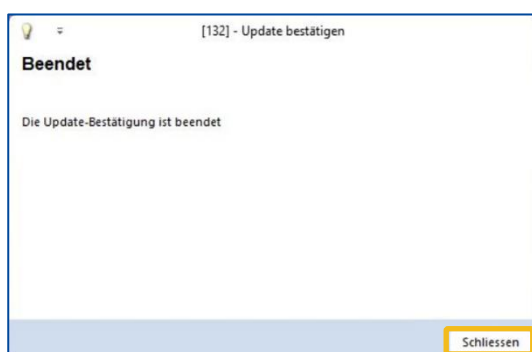 [132] - Update bestätigen
Beendet
Die Update-Bestätigung ist beendet
Schliessen